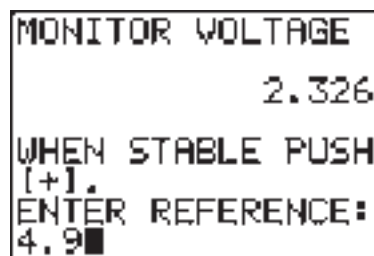 MONITOR VOLTAGE
2.326
WHEN STABLE PUSH
[+].
ENTER REFERENCE:
4.9